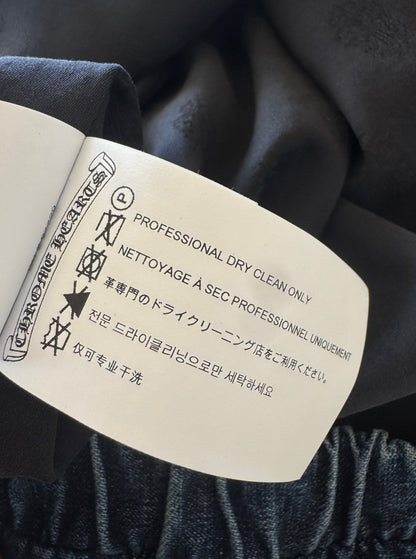 CHROME HEARTS
P
PROFESSIONAL DRY CLEAN ONLY
NETTOYAGE À SEC PROFESSIONNEL UNIQUEMENT
革専門のドライクリーニング店をご利用ください。
전문 드라이클리닝으로만 세탁하세요
仅可专业干洗